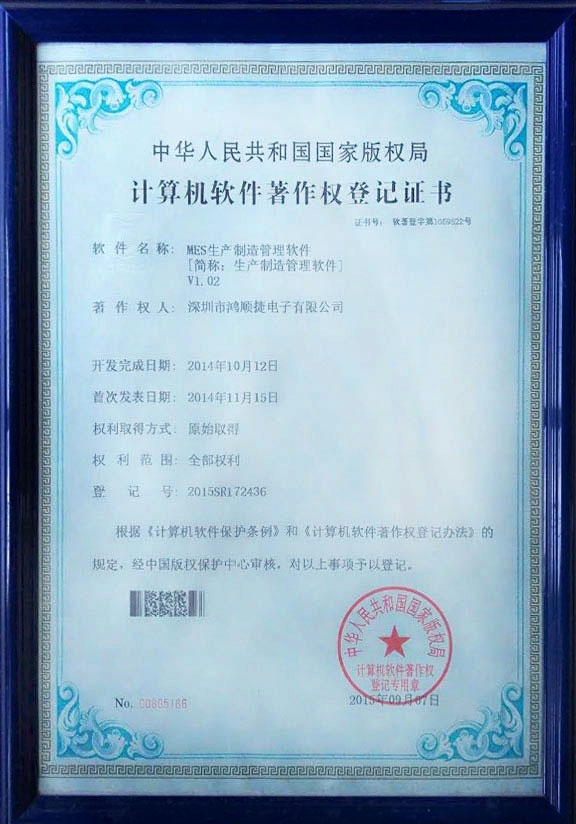 中华人民共和国国家版权局
计算机软件著作权登记证书
证书号： 软著登字第1059522号
软件名称： MES生产制造管理软件
[简称：生产制造管理软件]
V1.02
著作权人： 深圳市鸿顺捷电子有限公司
开发完成日期： 2014年10月12日
首次发表日期： 2014年11月15日
权利取得方式： 原始取得
权利范围： 全部权利
登记号： 2015SR172436
根据《计算机软件保护条例》和《计算机软件著作权登记办法》的
规定，经中国版权保护中心审核，对以上事项予以登记。
中华人民共和国国家版权局
计算机软件著作权
登记专用章
No. 00805166
2015年09月07日